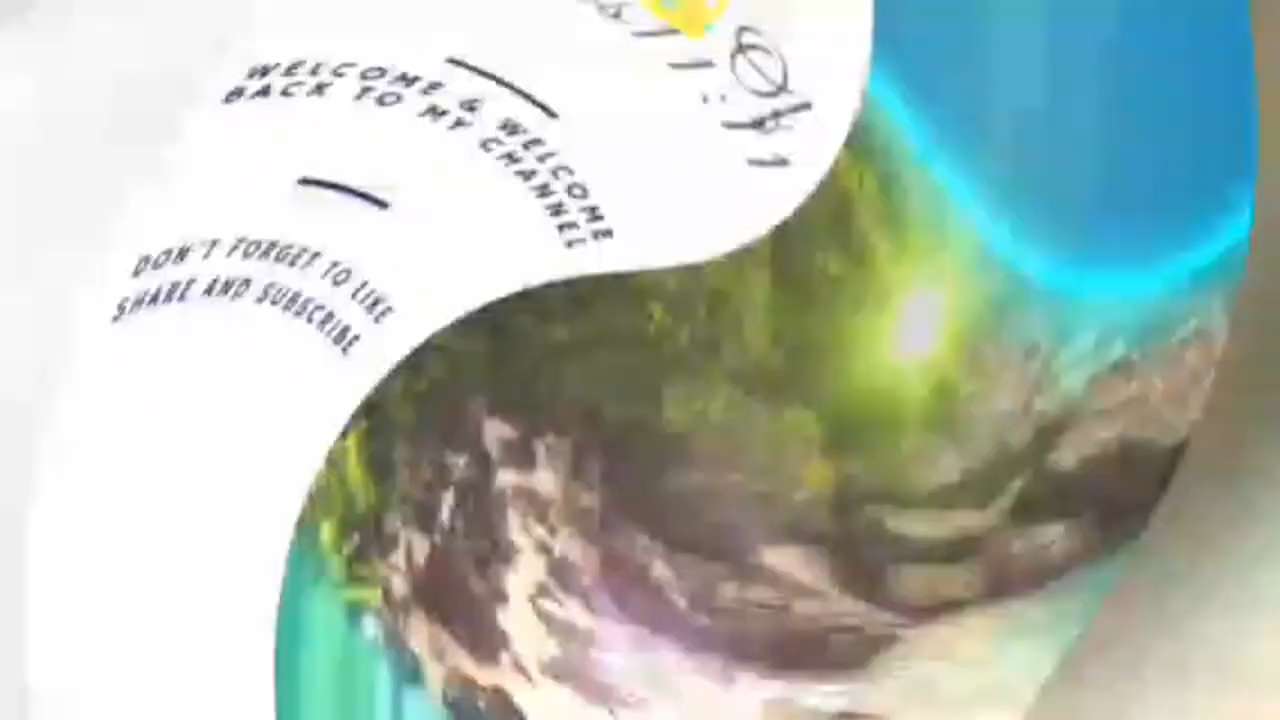 WELCOME & WELCOME
BACK TO MY CHANNEL
DON'T FORGET TO LIKE
SHARE AND SUBSCRIBE